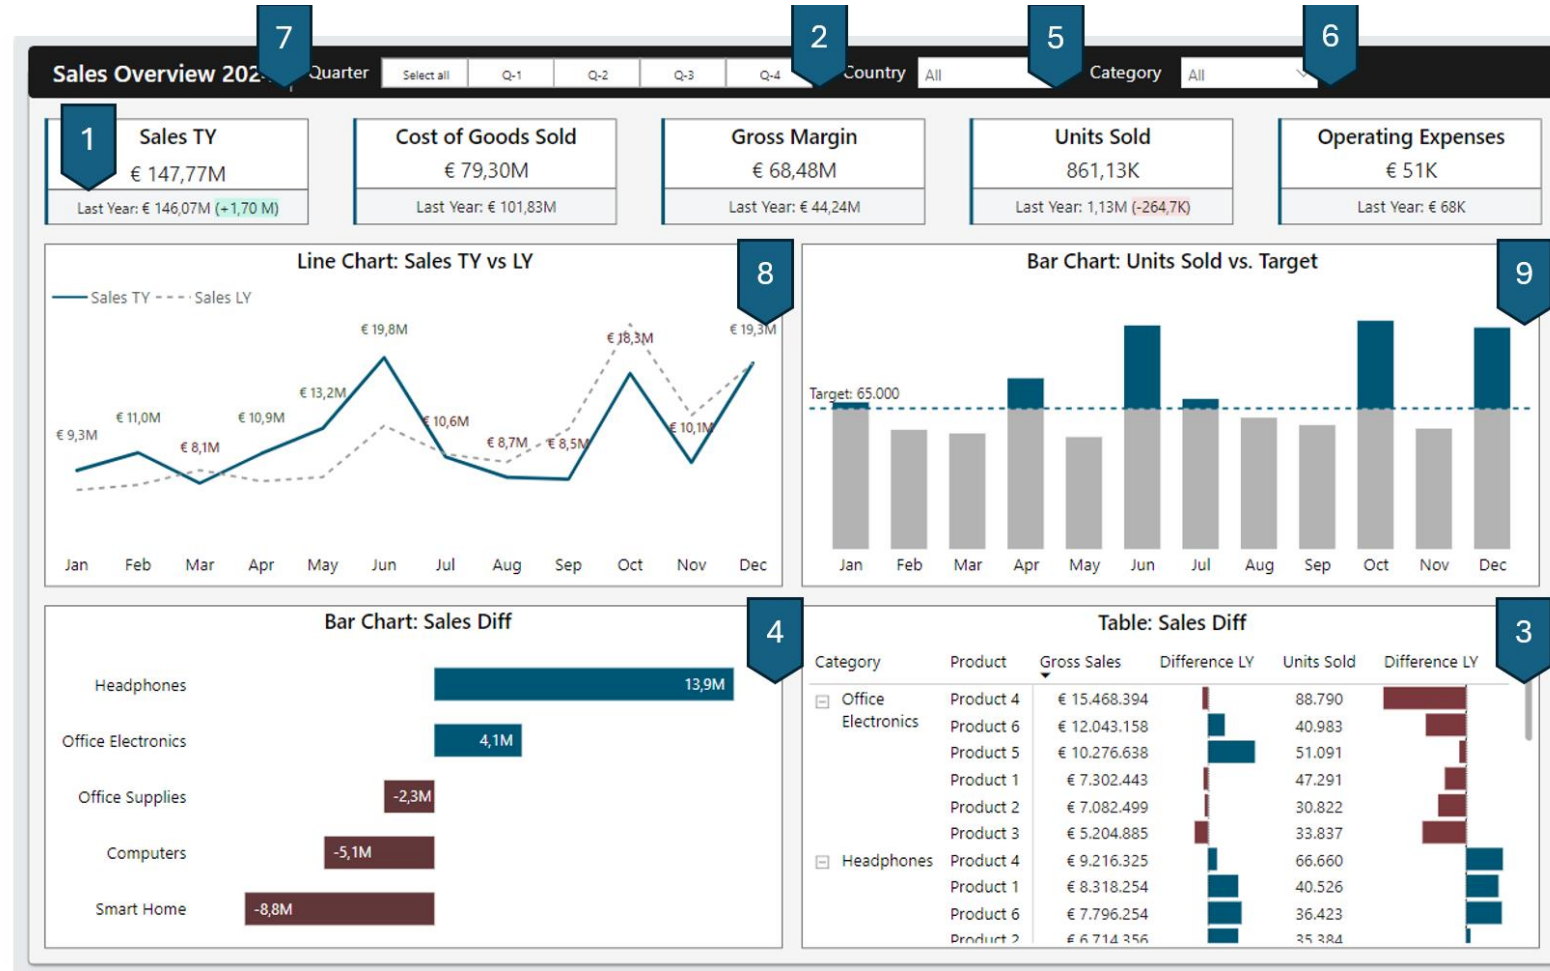 7
2
5
6
Sales Overview 202
Quarter
Select all
Q-1
Q-2
Q-3
Q-4
Country
All
Category
All
1
Sales TY
€ 147,77M
Last Year: € 146,07M (+1,70 M)
Cost of Goods Sold
€ 79,30M
Last Year: € 101,83M
Gross Margin
€ 68,48M
Last Year: € 44,24M
Units Sold
861,13K
Last Year: 1,13M (-264,7K)
Operating Expenses
€ 51K
Last Year: € 68K
Line Chart: Sales TY vs LY
8
Sales TY
Sales LY
€ 9,3M
€ 11,0M
€ 8,1M
€ 10,9M
€ 13,2M
€ 19,8M
€ 10,6M
€ 8,7M
€ 8,5M
€ 18,3M
€ 10,1M
€ 19,3M
Jan Feb Mar Apr May Jun Jul Aug Sep Oct Nov Dec
Bar Chart: Units Sold vs. Target
9
Target: 65.000
Jan Feb Mar Apr May Jun Jul Aug Sep Oct Nov Dec
Bar Chart: Sales Diff
4
Headphones 13,9M
Office Electronics 4,1M
Office Supplies -2,3M
Computers -5,1M
Smart Home -8,8M
Table: Sales Diff
3
Category Product Gross Sales Difference LY Units Sold Difference LY
Office Product 4 € 15.468.394 88.790
Electronics Product 6 € 12.043.158 40.983
Product 5 € 10.276.638 51.091
Product 1 € 7.302.443 47.291
Product 2 € 7.082.499 30.822
Product 3 € 5.204.885 33.837
Headphones Product 4 € 9.216.325 66.660
Product 1 € 8.318.254 40.526
Product 6 € 7.796.254 36.423
Product 2 € 6.714.356 35.384